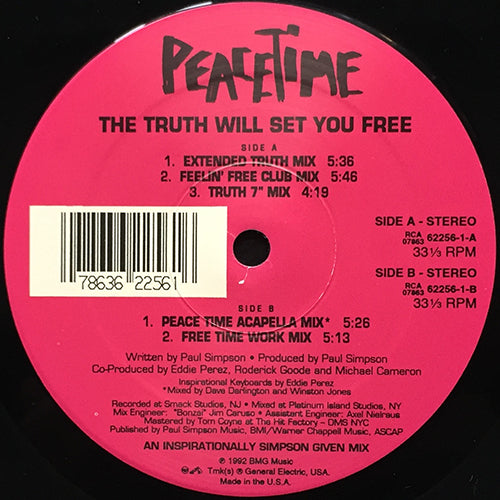 PEACETIME
THE TRUTH WILL SET YOU FREE
SIDE A
1. EXTENDED TRUTH MIX 5:36
2. FEELIN' FREE CLUB MIX 5:46
3. TRUTH 7" MIX 4:19
78636 22561
SIDE A - STEREO
RCA 07863 62256-1-A
33⅓ RPM
SIDE B - STEREO
RCA 07863 62256-1-B
33⅓ RPM
SIDE B
1. PEACE TIME ACAPELLA MIX* 5:26
2. FREE TIME WORK MIX 5:13
Written by Paul Simpson • Produced by Paul Simpson
Co-Produced by Eddie Perez, Roderick Goode and Michael Cameron
Inspirational Keyboards by Eddie Perez
*Mixed by Dave Darlington and Winston Jones
Recorded at Smack Studios, NJ • Mixed at Platinum Island Studios, NY
Mix Engineer: "Bonzai" Jim Caruso • Assistant Engineer: Axel Nielraus
Mastered by Tom Coyne at The Hit Factory – DMS NYC
Published by Paul Simpson Music, BMI/Warner Chappell Music, ASCAP
AN INSPIRATIONALLY SIMPSON GIVEN MIX
℗ 1992 BMG Music
Tmk(s) ® General Electric, USA.
Made in the U.S.A.